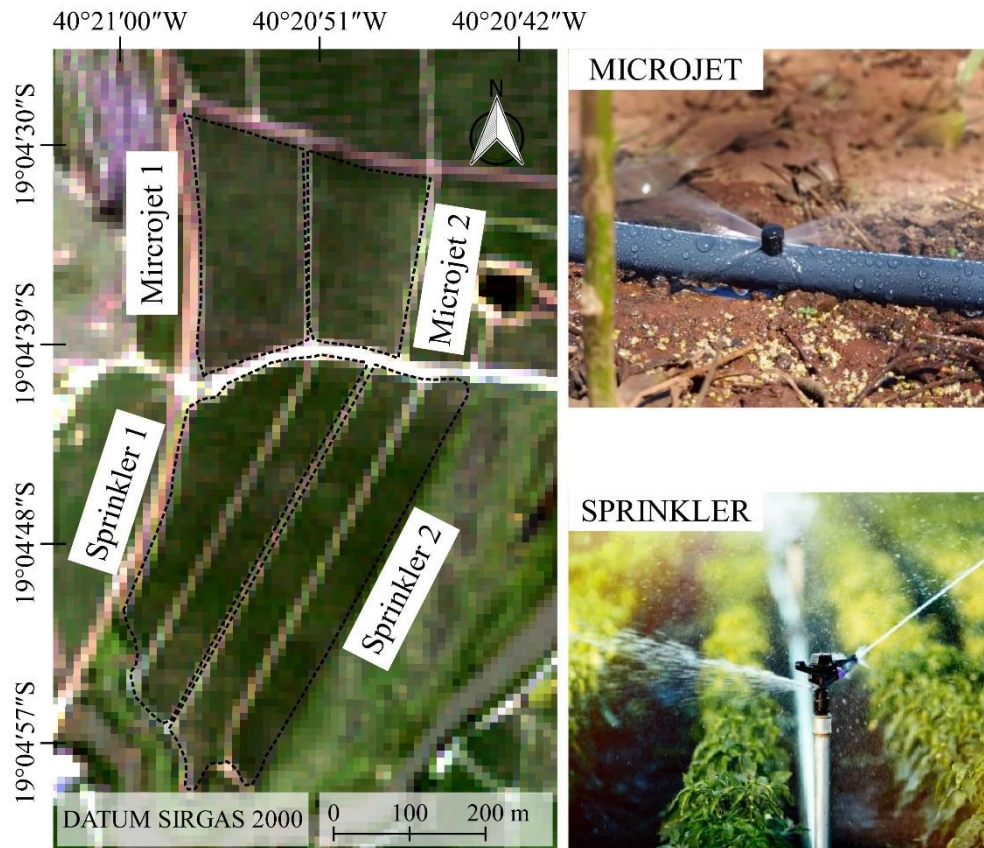 40°21′00″W 40°20′51″W 40°20′42″W
19°04′30″S
19°04′39″S
19°04′48″S
19°04′57″S
N
Mircrojet 1
Microjet 2
Sprinkler 1
Sprinkler 2
DATUM SIRGAS 2000
0 100 200 m
MICROJET
SPRINKLER